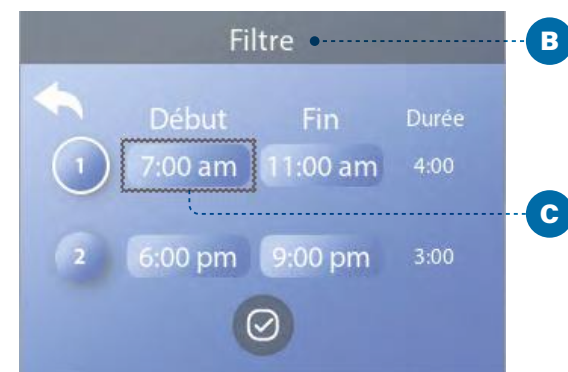 Filtre B
Début Fin Durée
1 7:00 am 11:00 am 4:00
C
2 6:00 pm 9:00 pm 3:00